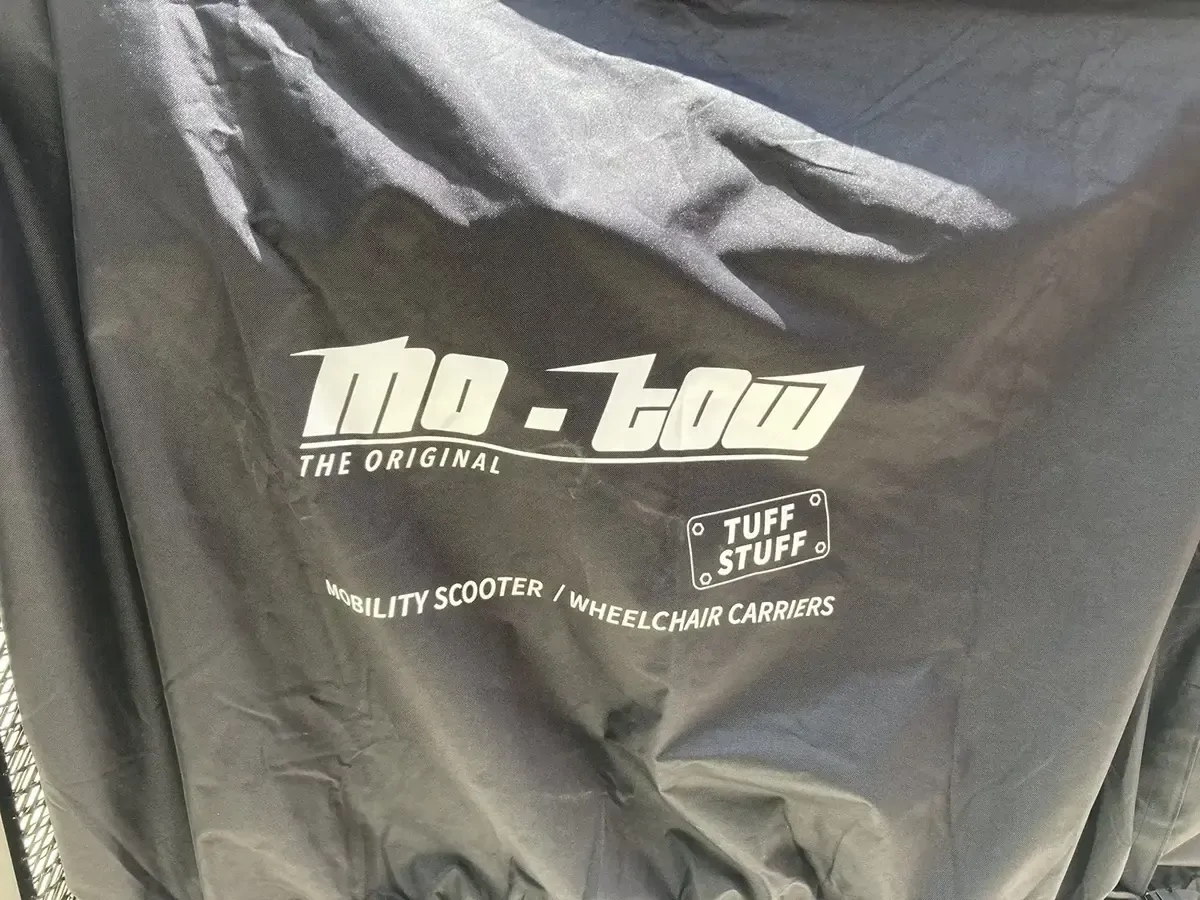 mo-tow
THE ORIGINAL
TUFF
STUFF
MOBILITY SCOOTER / WHEELCHAIR CARRIERS